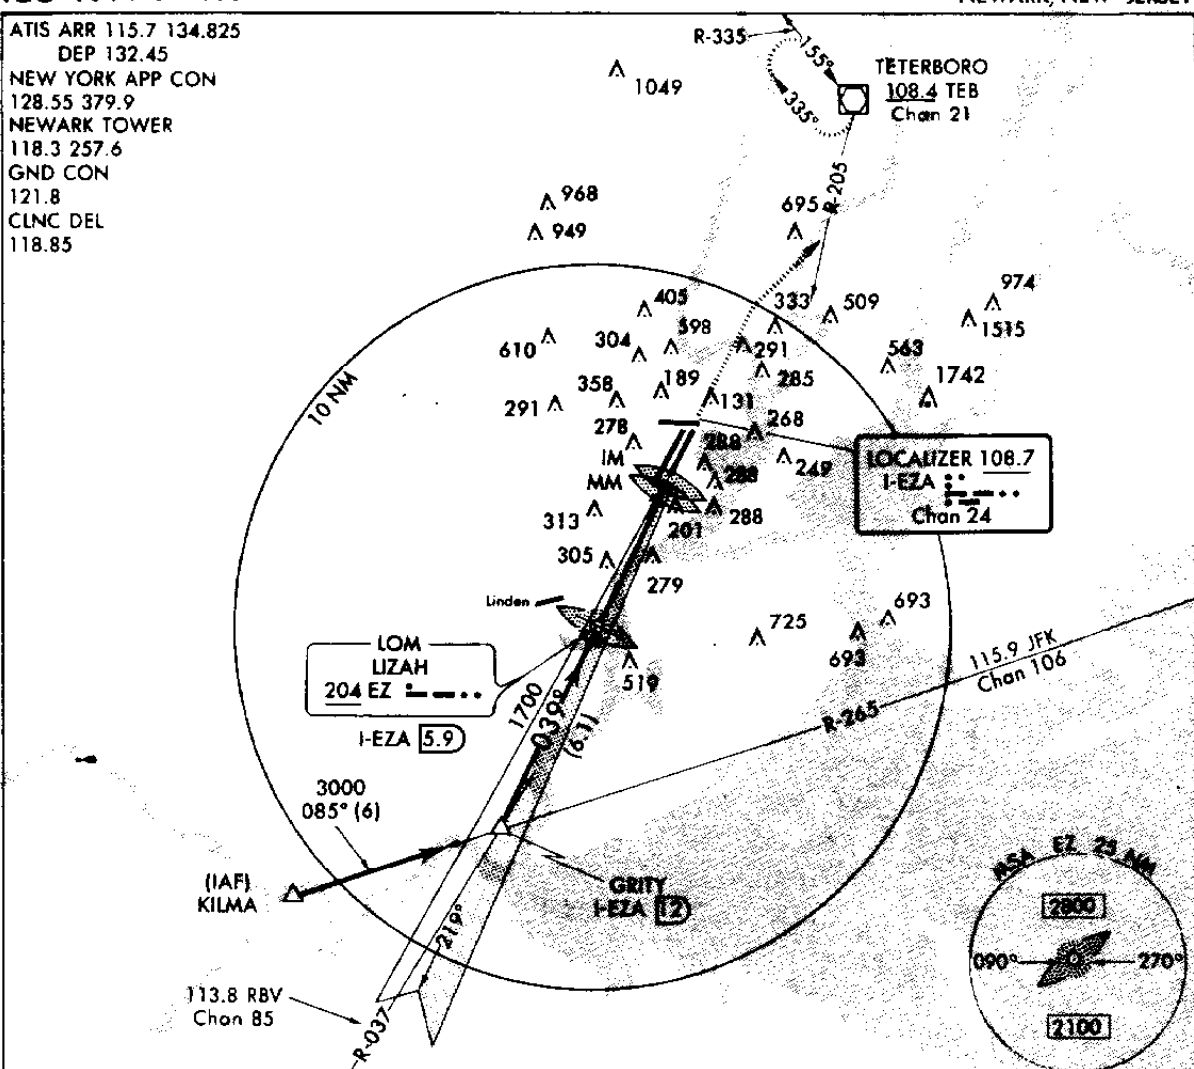 NEWARK, NEW JERSEY
ATIS ARR 115.7 134.825
DEP 132.45
NEW YORK APP CON
128.55 379.9
NEWARK TOWER
118.3 257.6
GND CON
121.8
CLNC DEL
118.85
R-335
155°
335°
TETERBORO
108.4 TEB
Chan 21
R-205
1049
968
949
695
974
1515
405
333
509
610
304
598
291
563
358
189
285
1742
291
131
278
268
IM
288
249
MM
288
313
201
288
305
279
LOCALIZER 108.7
I-EZA
Chan 24
Linden
10 NM
LOM
LIZAH
204 EZ
I-EZA 5.9
519
725
693
693
115.9 JFK
Chan 106
R-265
1700
039°
(6.1)
3000
085° (6)
(IAF)
KILMA
GRITY
I-EZA 12
219°
113.8 RBV
Chan 85
R-037
MSA EZ 25 NM
2800
090°
270°
2100